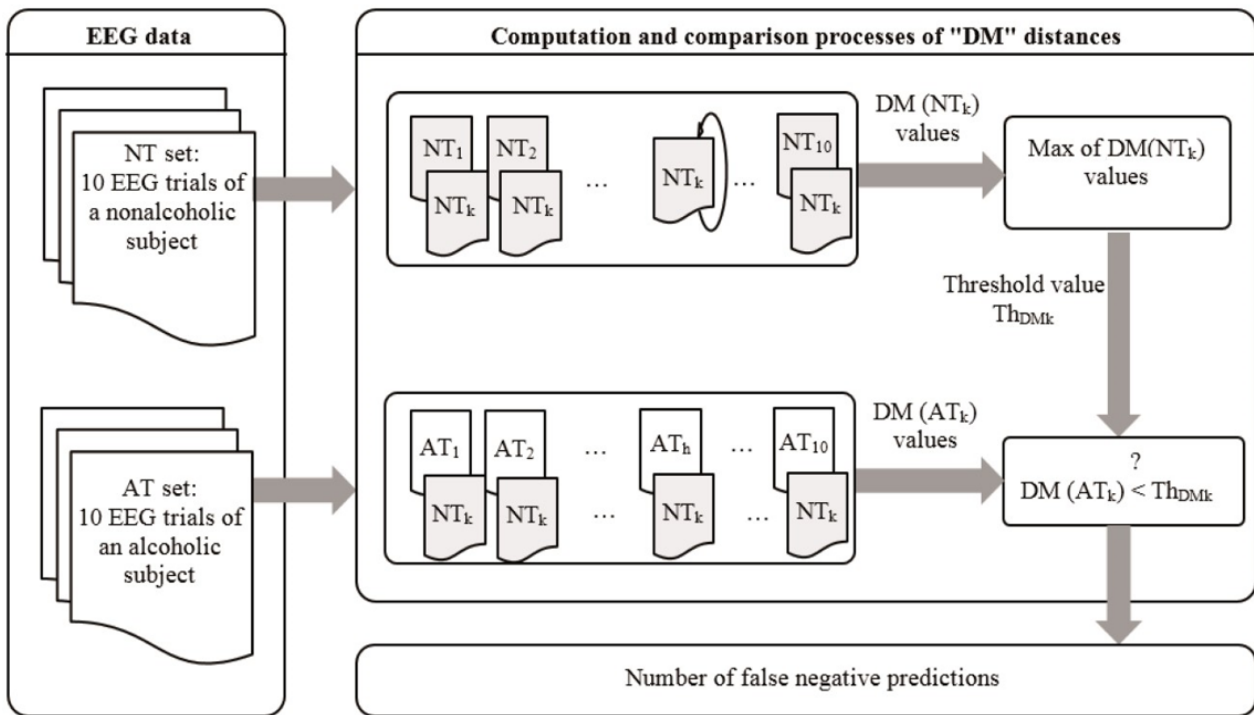 EEG data
NT set:
10 EEG trials of
a nonalcoholic
subject
AT set:
10 EEG trials of
an alcoholic
subject
Computation and comparison processes of "DM" distances
NT₁ NT₂ ... NTₖ ... NT₁₀
NTₖ NTₖ NTₖ
DM (NTₖ)
values
Max of DM(NTₖ)
values
Threshold value
Th_DMk
AT₁ AT₂ ... ATₕ ... AT₁₀
NTₖ NTₖ ... NTₖ ... NTₖ
DM (ATₖ)
values
?
DM (ATₖ) < Th_DMk
Number of false negative predictions